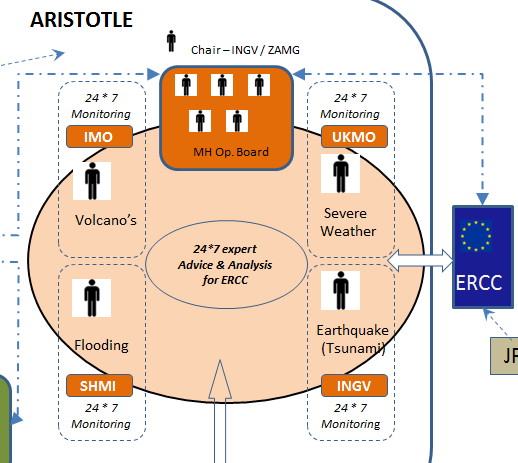 ARISTOTLE
Chair – INGV / ZAMG
24 * 7
Monitoring
IMO
Volcano's
MH Op. Board
24 * 7
Monitoring
UKMO
Severe
Weather
24*7 expert
Advice & Analysis
for ERCC
ERCC
Flooding
SHMI
24 * 7
Monitoring
Earthquake
(Tsunami)
INGV
24 * 7
Monitoring